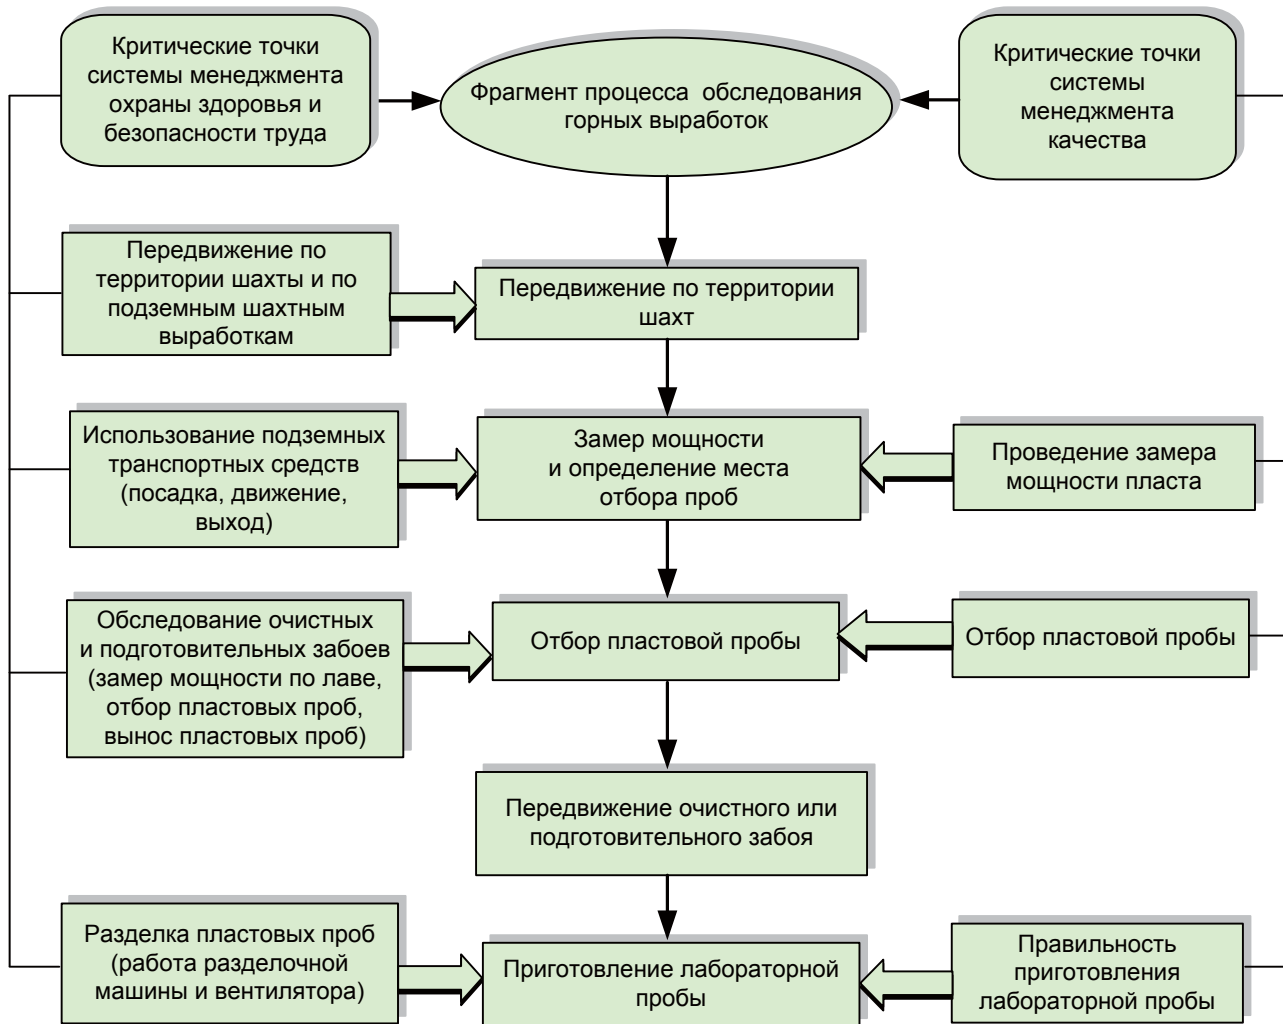 Критические точки
системы менеджмента
охраны здоровья и
безопасности труда
Фрагмент процесса обследования
горных выработок
Критические точки
системы
менеджмента
качества
Передвижение по
территории шахты и по
подземным шахтным
выработкам
Передвижение по территории
шахт
Использование подземных
транспортных средств
(посадка, движение,
выход)
Замер мощности
и определение места
отбора проб
Проведение замера
мощности пласта
Обследование очистных
и подготовительных забоев
(замер мощности по лаве,
отбор пластовых проб,
вынос пластовых проб)
Отбор пластовой пробы
Отбор пластовой пробы
Передвижение очистного или
подготовительного забоя
Разделка пластовых проб
(работа разделочной
машины и вентилятора)
Приготовление лабораторной
пробы
Правильность
приготовления
лабораторной пробы